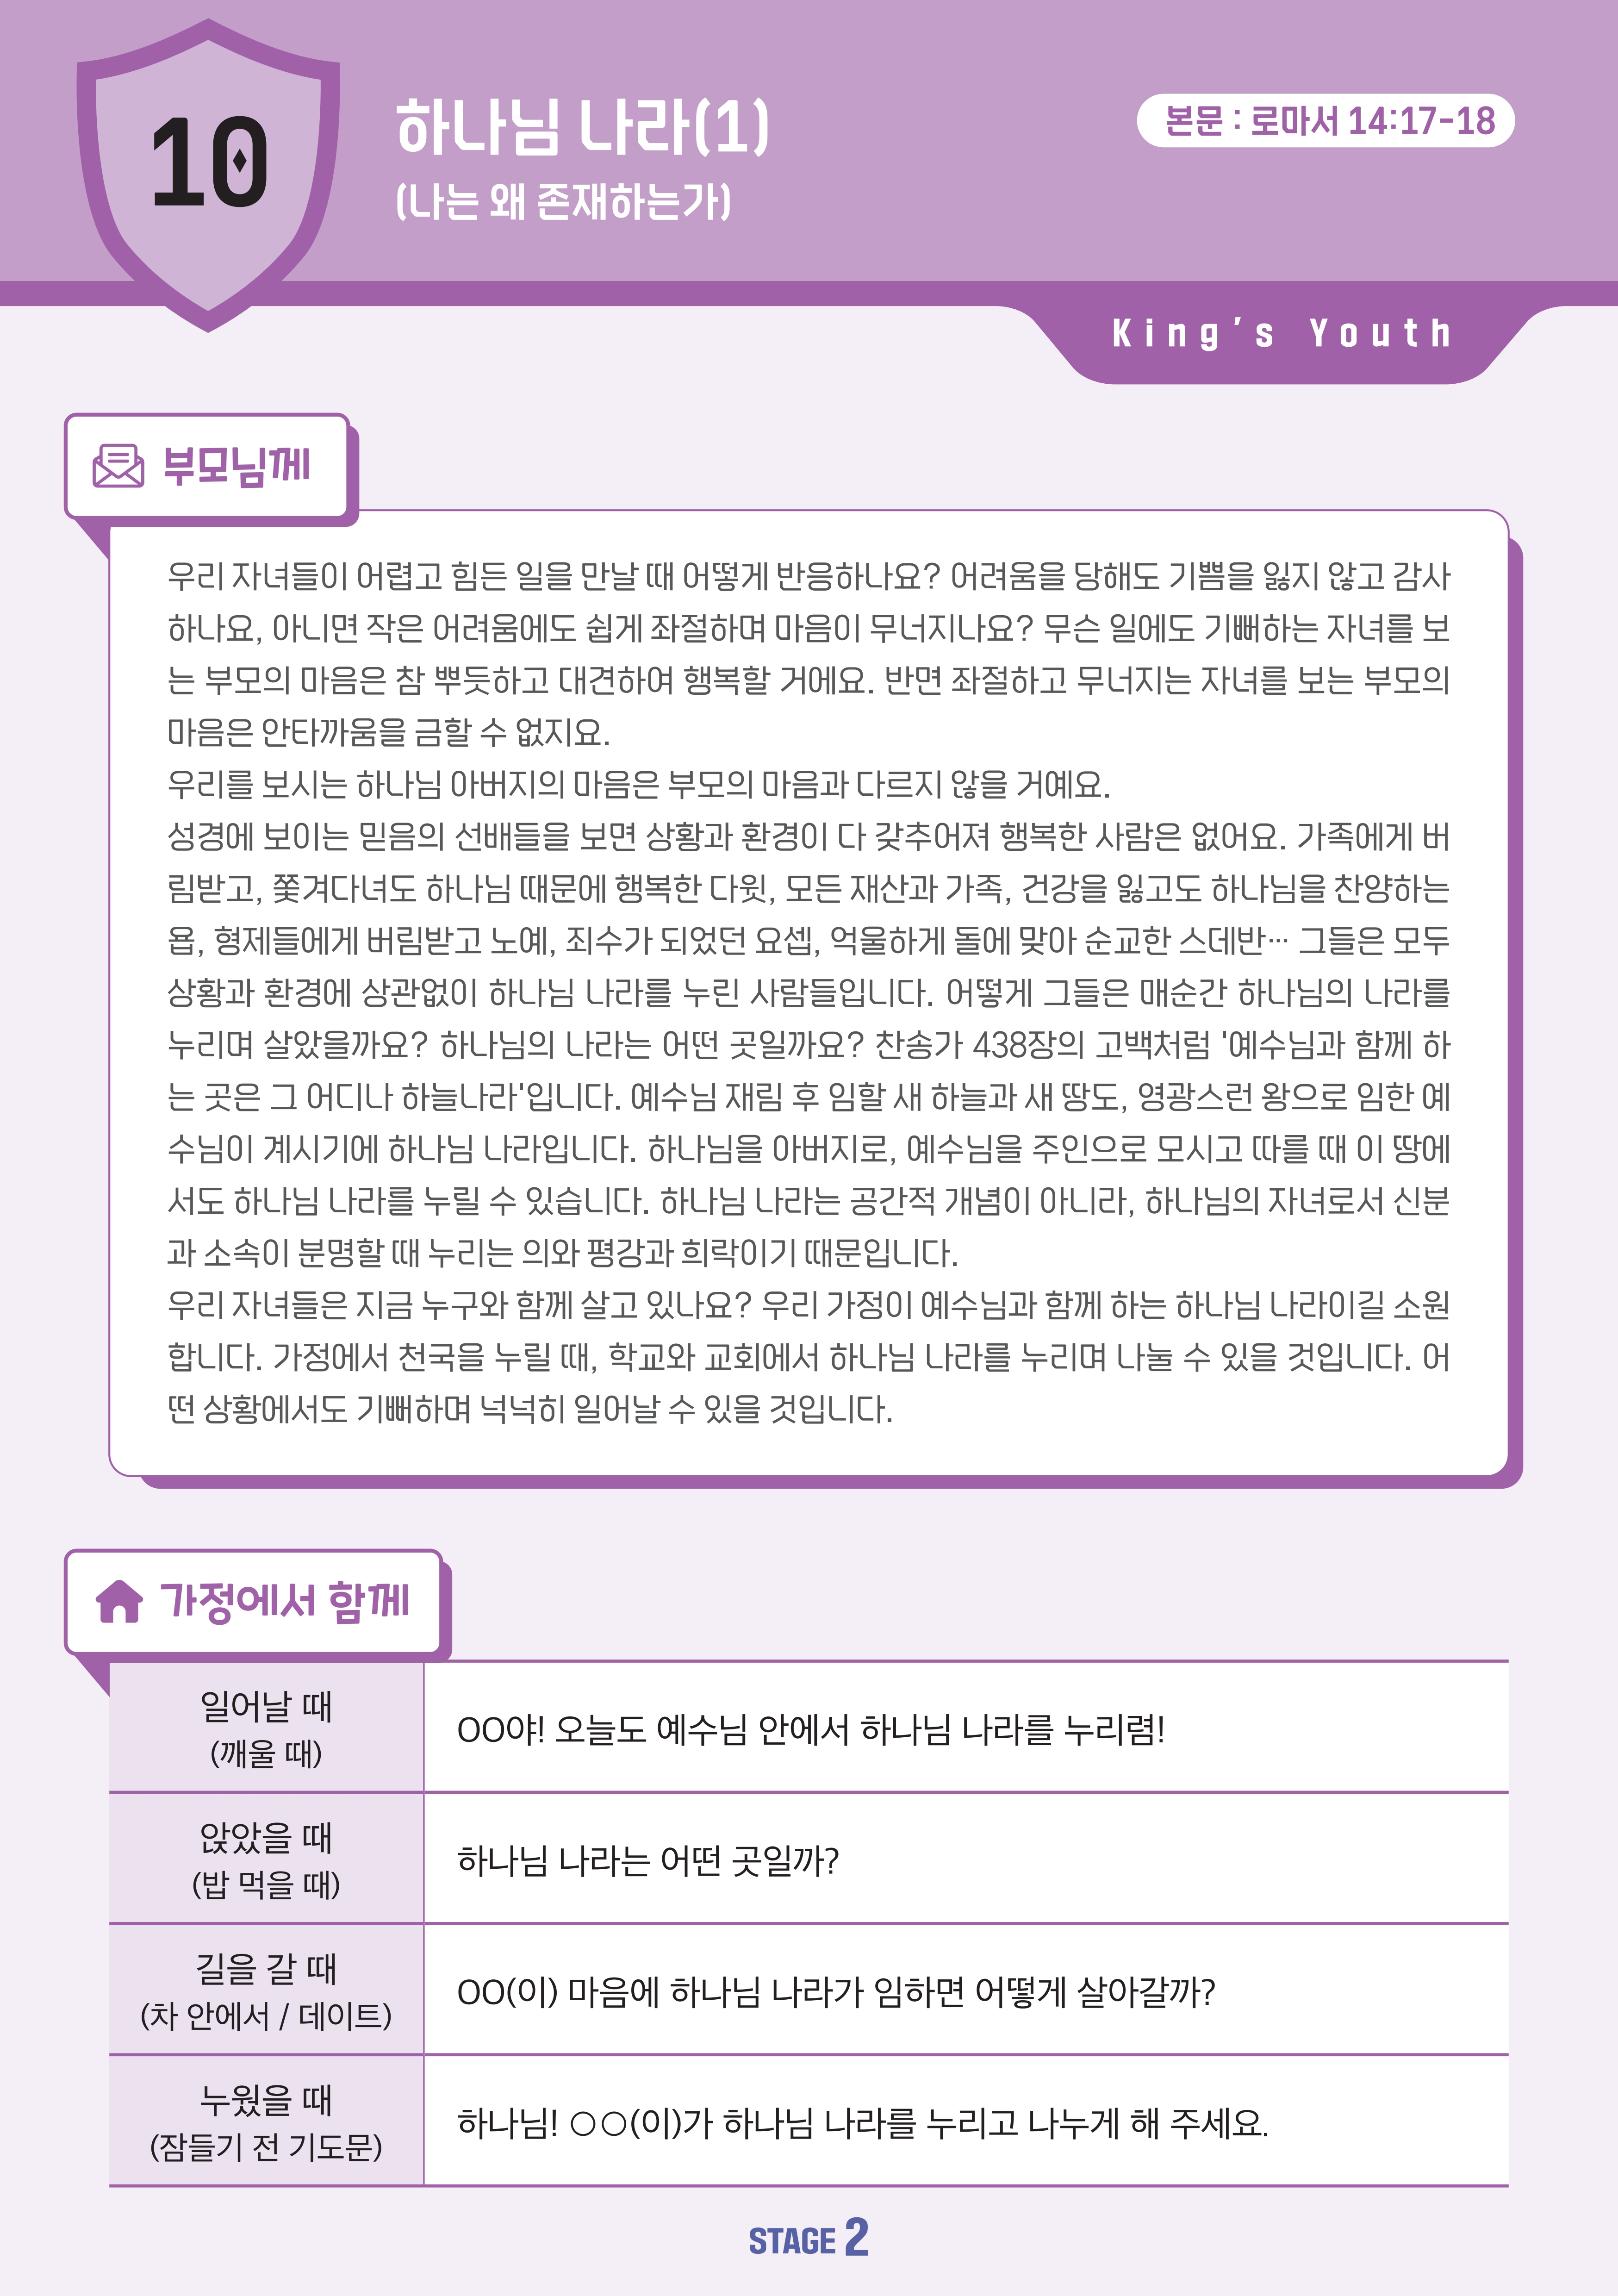 10
하나님 나라(1)
(나는 왜 존재하는가)
본문 : 로마서 14:17-18
King's Youth
부모님께
우리 자녀들이 어렵고 힘든 일을 만날 때 어떻게 반응하나요? 어려움을 당해도 기쁨을 잃지 않고 감사
하나요, 아니면 작은 어려움에도 쉽게 좌절하며 마음이 무너지나요? 무슨 일에도 기뻐하는 자녀를 보
는 부모의 마음은 참 뿌듯하고 대견하여 행복할 거에요. 반면 좌절하고 무너지는 자녀를 보는 부모의
마음은 안타까움을 금할 수 없지요.
우리를 보시는 하나님 아버지의 마음은 부모의 마음과 다르지 않을 거예요.
성경에 보이는 믿음의 선배들을 보면 상황과 환경이 다 갖추어져 행복한 사람은 없어요. 가족에게 버
림받고, 쫓겨다녀도 하나님 때문에 행복한 다윗, 모든 재산과 가족, 건강을 잃고도 하나님을 찬양하는
욥, 형제들에게 버림받고 노예, 죄수가 되었던 요셉, 억울하게 돌에 맞아 순교한 스데반… 그들은 모두
상황과 환경에 상관없이 하나님 나라를 누린 사람들입니다. 어떻게 그들은 매순간 하나님의 나라를
누리며 살았을까요? 하나님의 나라는 어떤 곳일까요? 찬송가 438장의 고백처럼 '예수님과 함께 하
는 곳은 그 어디나 하늘나라'입니다. 예수님 재림 후 임할 새 하늘과 새 땅도, 영광스런 왕으로 임한 예
수님이 계시기에 하나님 나라입니다. 하나님을 아버지로, 예수님을 주인으로 모시고 따를 때 이 땅에
서도 하나님 나라를 누릴 수 있습니다. 하나님 나라는 공간적 개념이 아니라, 하나님의 자녀로서 신분
과 소속이 분명할 때 누리는 의와 평강과 희락이기 때문입니다.
우리 자녀들은 지금 누구와 함께 살고 있나요? 우리 가정이 예수님과 함께 하는 하나님 나라이길 소원
합니다. 가정에서 천국을 누릴 때, 학교와 교회에서 하나님 나라를 누리며 나눌 수 있을 것입니다. 어
떤 상황에서도 기뻐하며 넉넉히 일어날 수 있을 것입니다.
가정에서 함께
일어날 때
(깨울 때)
OO야! 오늘도 예수님 안에서 하나님 나라를 누리렴!
앉았을 때
(밥 먹을 때)
하나님 나라는 어떤 곳일까?
길을 갈 때
(차 안에서 / 데이트)
OO(이) 마음에 하나님 나라가 임하면 어떻게 살아갈까?
누웠을 때
(잠들기 전 기도문)
하나님! ○○(이)가 하나님 나라를 누리고 나누게 해 주세요.
STAGE 2